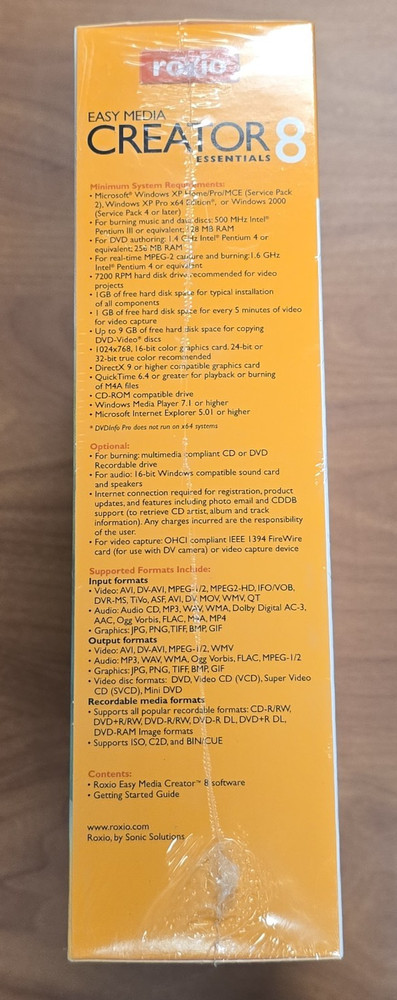 roxio
EASY MEDIA
CREATOR™ 8
ESSENTIALS
Minimum System Requirements:
• Microsoft® Windows XP Home/Pro/MCE (Service Pack
2), Windows XP Pro x64 Edition*, or Windows 2000
(Service Pack 4 or later)
• For burning music and data discs: 500 MHz Intel®
Pentium III or equivalent; 128 MB RAM
• For DVD authoring: 1.4 GHz Intel® Pentium 4 or
equivalent; 256 MB RAM
• For real-time MPEG-2 capture and burning: 1.6 GHz
Intel® Pentium 4 or equivalent
• 7200 RPM hard disk drive recommended for video
projects
• 1GB of free hard disk space for typical installation
of all components
• 1 GB of free hard disk space for every 5 minutes of video
for video capture
• Up to 9 GB of free hard disk space for copying
DVD-Video® discs
• 1024x768, 16-bit color graphics card. 24-bit or
32-bit true color recommended
• DirectX 9 or higher compatible graphics card
• QuickTime 6.4 or greater for playback or burning
of M4A files
• CD-ROM compatible drive
• Windows Media Player 7.1 or higher
• Microsoft Internet Explorer 5.01 or higher
* DVDInfo Pro does not run on x64 systems
Optional:
• For burning: multimedia compliant CD or DVD
Recordable drive
• For audio: 16-bit Windows compatible sound card
and speakers
• Internet connection required for registration, product
updates, and features including photo email and CDDB
support (to retrieve CD artist, album and track
information). Any charges incurred are the responsibility
of the user.
• For video capture: OHCI compliant IEEE 1394 FireWire
card (for use with DV camera) or video capture device
Supported Formats Include:
Input formats
• Video: AVI, DV-AVI, MPEG-1/2, MPEG2-HD, IFO/VOB,
DVR-MS, TiVo, ASF, AVI, DV, MOV, WMV, QT
• Audio: Audio CD, MP3, WAV, WMA, Dolby Digital AC-3,
AAC, Ogg Vorbis, FLAC, M4A, MP4
• Graphics: JPG, PNG, TIFF, BMP, GIF
Output formats
• Video: AVI, DV-AVI, MPEG-1/2, WMV
• Audio: MP3, WAV, WMA, Ogg Vorbis, FLAC, MPEG-1/2
• Graphics: JPG, PNG, TIFF, BMP, GIF
• Video disc formats: DVD, Video CD (VCD), Super Video
CD (SVCD), Mini DVD
Recordable media formats
• Supports all popular recordable formats: CD-R/RW,
DVD+R/RW, DVD-R/RW, DVD-R DL, DVD+R DL,
DVD-RAM Image formats
• Supports ISO, C2D, and BIN/CUE
Contents:
• Roxio Easy Media Creator™ 8 software
• Getting Started Guide
www.roxio.com
Roxio, by Sonic Solutions